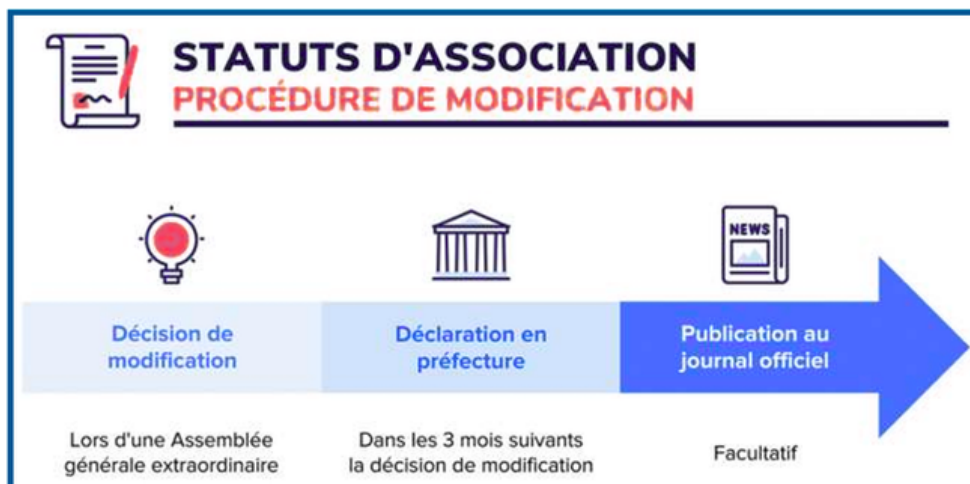 STATUTS D'ASSOCIATION
PROCÉDURE DE MODIFICATION
NEWS
Décision de
modification
Déclaration en
préfecture
Publication au
journal officiel
Lors d'une Assemblée
générale extraordinaire
Dans les 3 mois suivants
la décision de modification
Facultatif